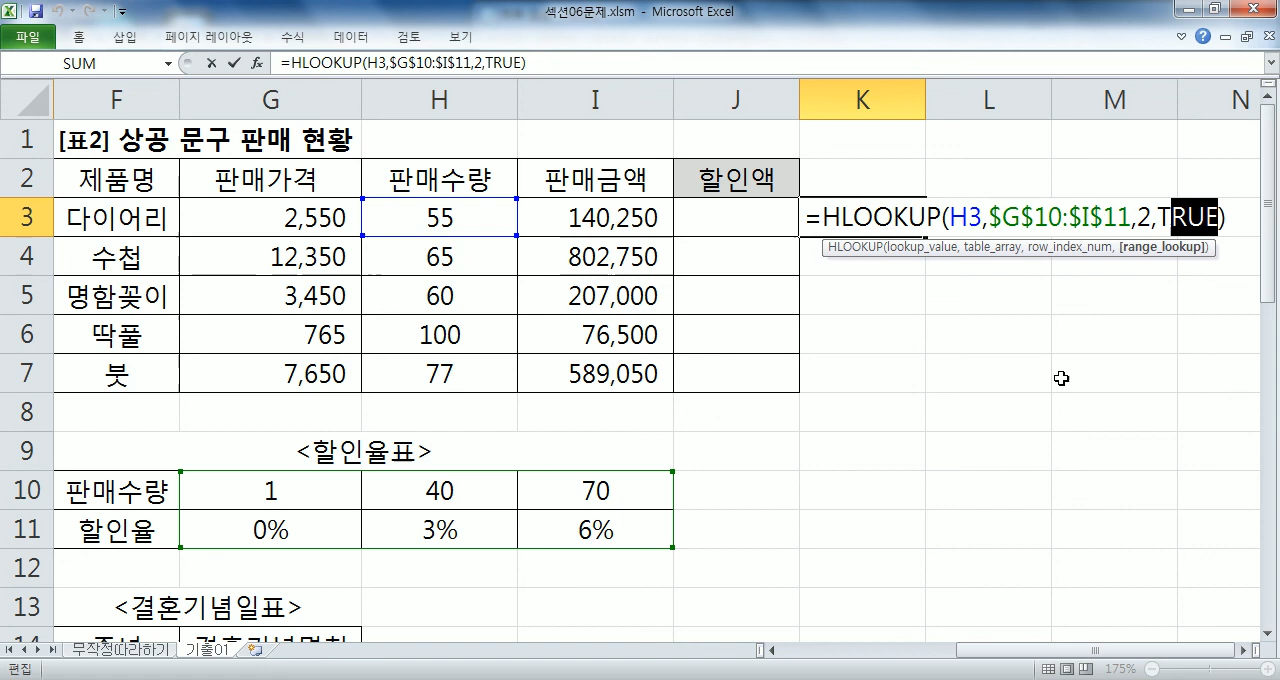 섹션06문제.xlsm - Microsoft Excel
파일 홈 삽입 페이지 레이아웃 수식 데이터 검토 보기
SUM fx =HLOOKUP(H3,$G$10:$I$11,2,TRUE)
F G H I J K L M N
1 [표2] 상공 문구 판매 현황
2 제품명 판매가격 판매수량 판매금액 할인액
3 다이어리 2,550 55 140,250 =HLOOKUP(H3,$G$10:$I$11,2,TRUE)
HLOOKUP(lookup_value, table_array, row_index_num, [range_lookup])
4 수첩 12,350 65 802,750
5 명함꽂이 3,450 60 207,000
6 딱풀 765 100 76,500
7 붓 7,650 77 589,050
8
9 <할인율표>
10 판매수량 1 40 70
11 할인율 0% 3% 6%
12
13 <결혼기념일표>
14
무작정따라하기 기출01
편집 175%